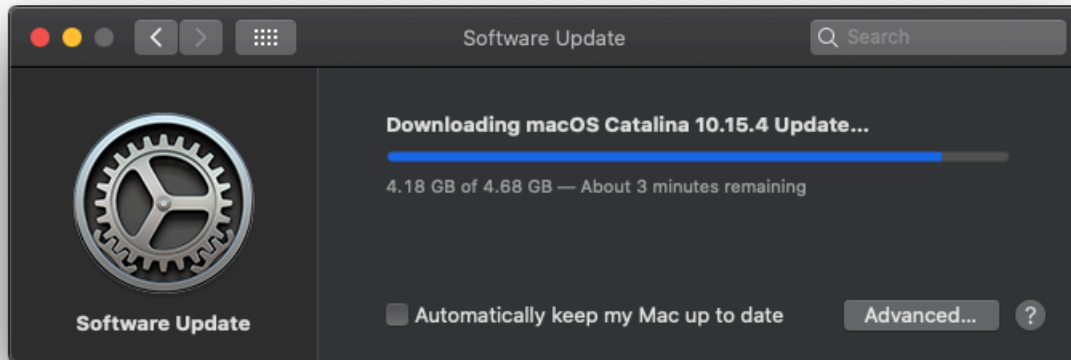 Software Update
Search
Downloading macOS Catalina 10.15.4 Update...
4.18 GB of 4.68 GB — About 3 minutes remaining
Software Update
Automatically keep my Mac up to date
Advanced...
?